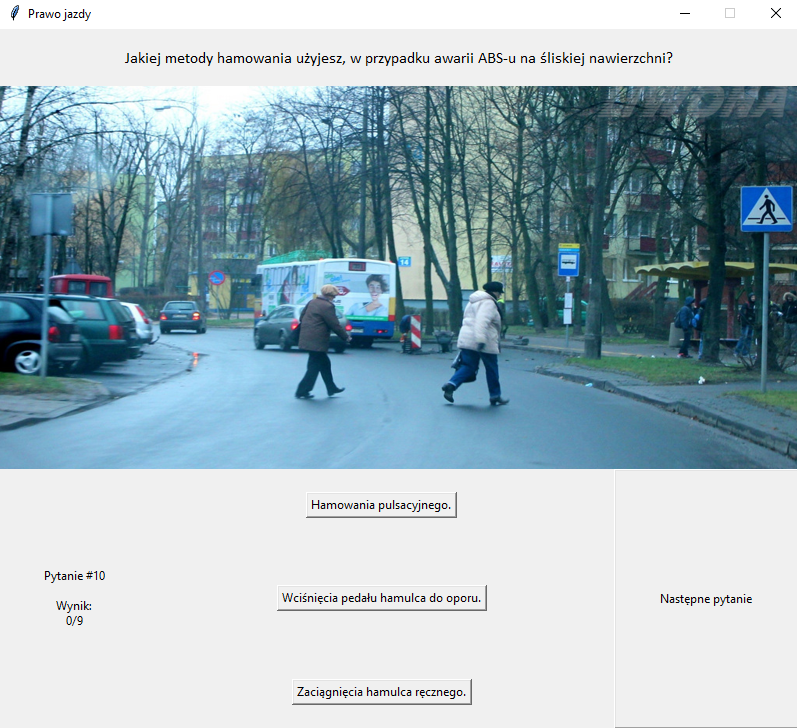 Prawo jazdy
Jakiej metody hamowania użyjesz, w przypadku awarii ABS-u na śliskiej nawierzchni?
14
Hamowania pulsacyjnego.
Pytanie #10
Wynik:
0/9
Wciśnięcia pedału hamulca do oporu.
Następne pytanie
Zaciągnięcia hamulca ręcznego.